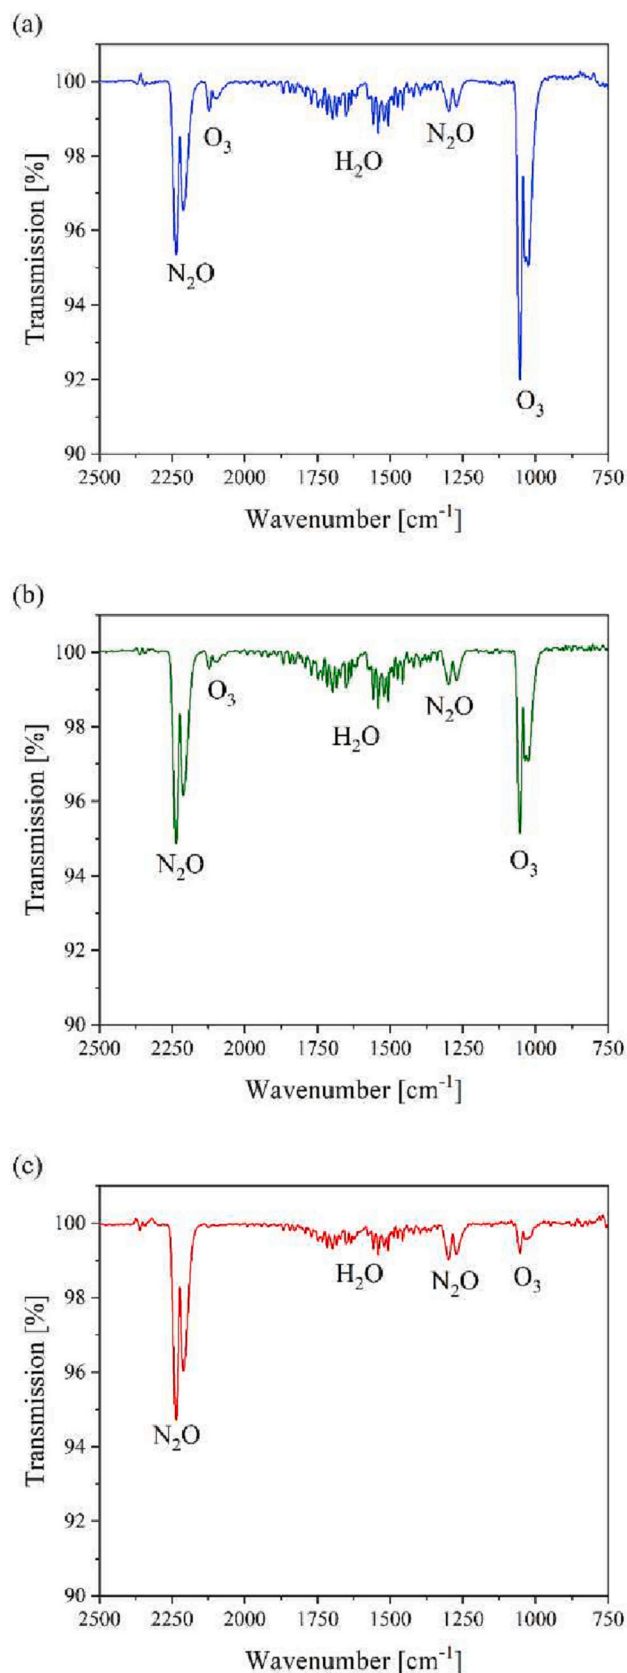 (a)
100
98
96
94
92
90
Transmission [%]
O₃
N₂O
H₂O
N₂O
O₃
2500 2250 2000 1750 1500 1250 1000 750
Wavenumber [cm⁻¹]
(b)
100
98
96
94
92
90
Transmission [%]
O₃
N₂O
H₂O
N₂O
O₃
2500 2250 2000 1750 1500 1250 1000 750
Wavenumber [cm⁻¹]
(c)
100
98
96
94
92
90
Transmission [%]
N₂O
H₂O
N₂O
O₃
2500 2250 2000 1750 1500 1250 1000 750
Wavenumber [cm⁻¹]